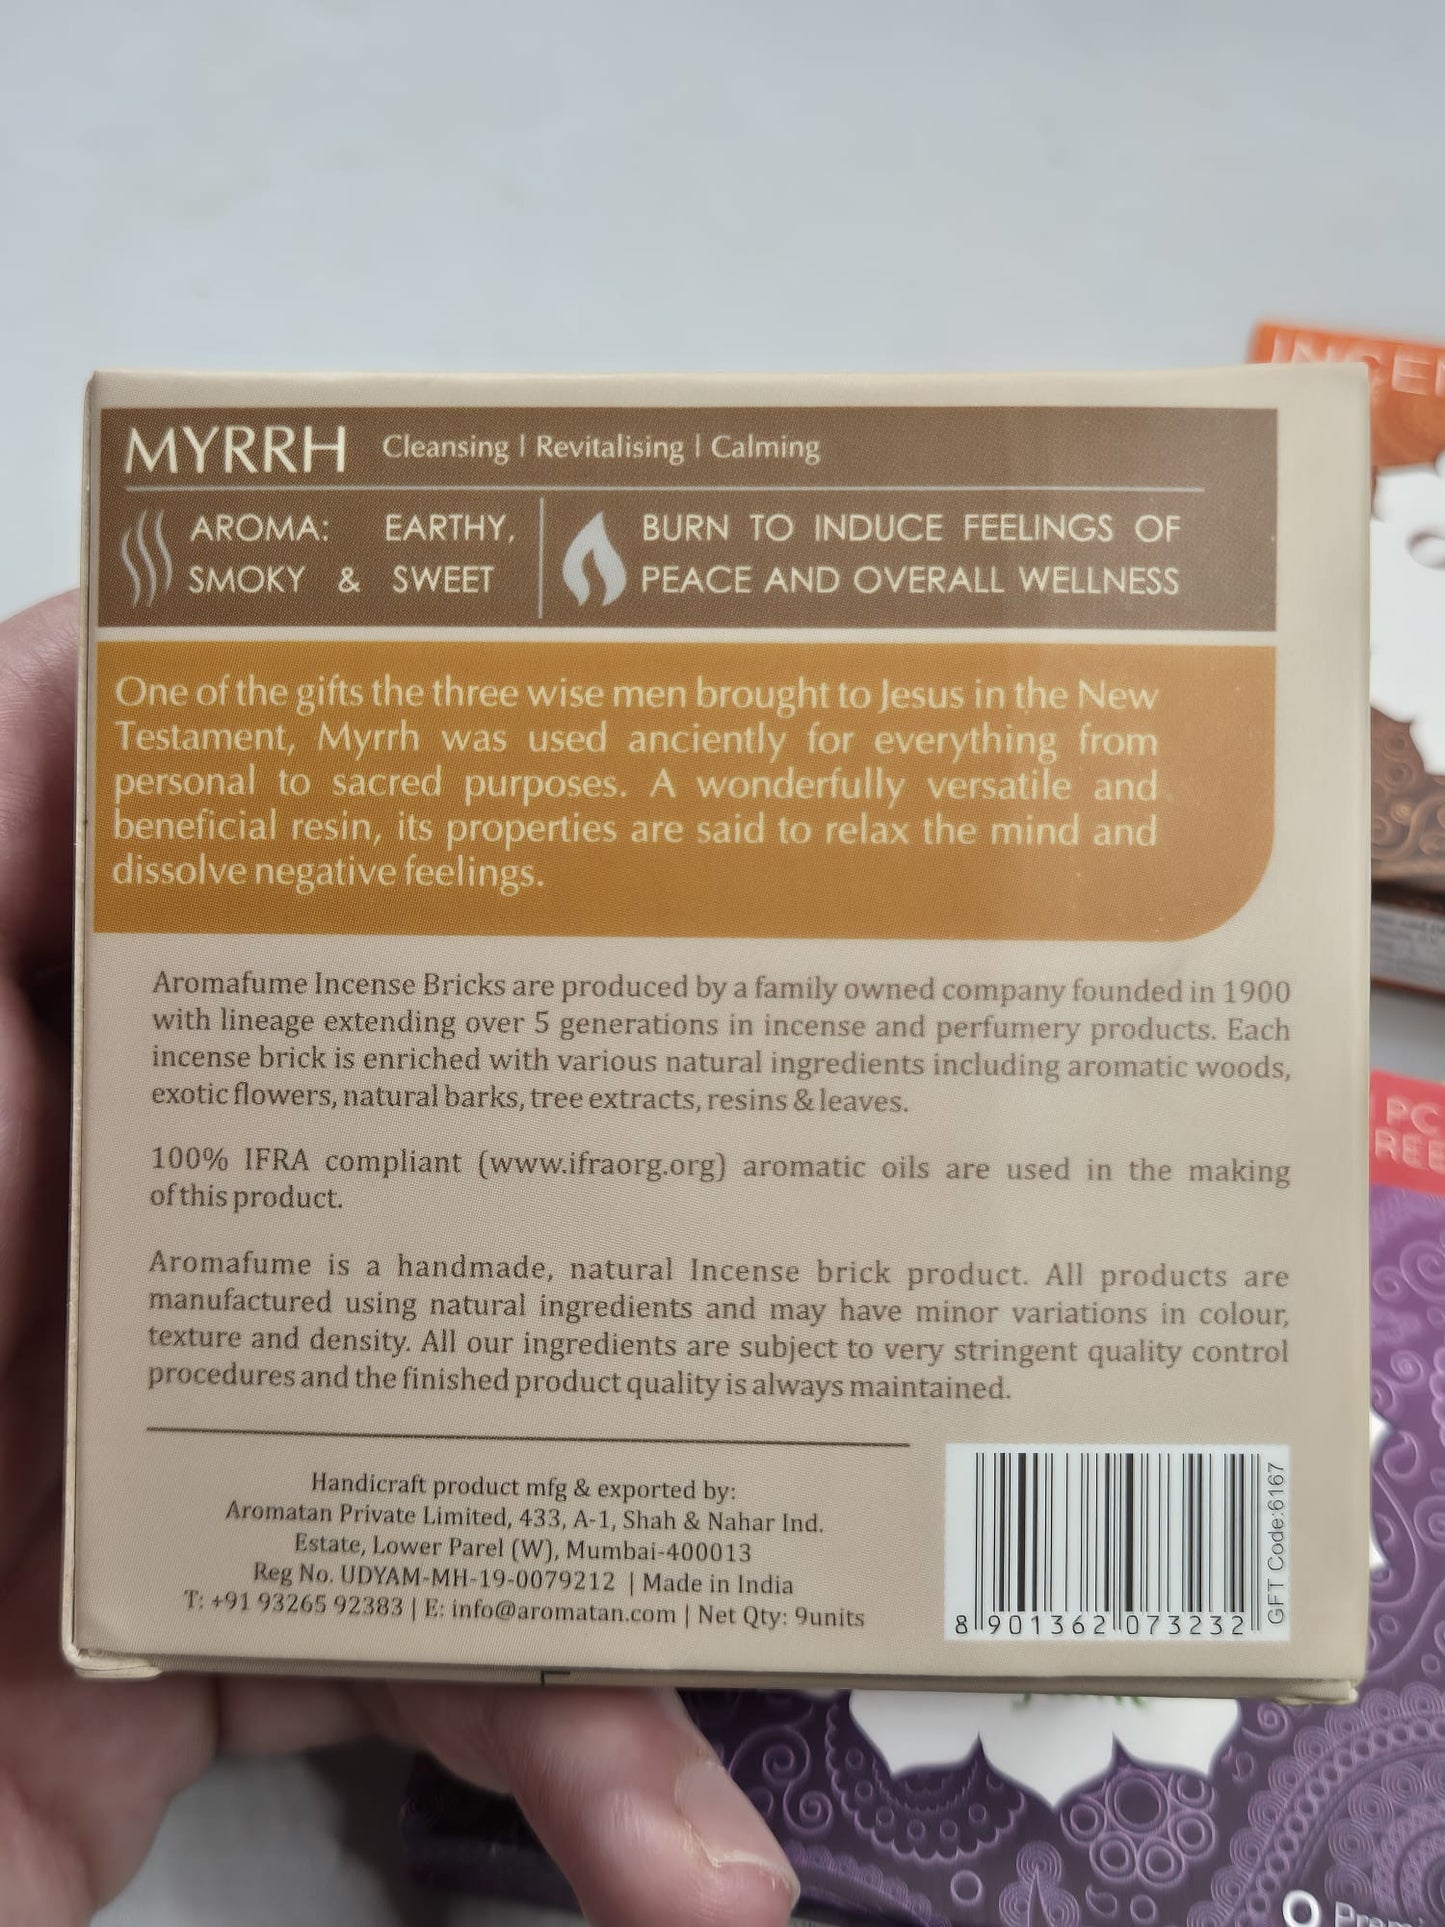 MYRRH Cleansing | Revitalising | Calming
AROMA: EARTHY,
SMOKY & SWEET
BURN TO INDUCE FEELINGS OF
PEACE AND OVERALL WELLNESS
One of the gifts the three wise men brought to Jesus in the New
Testament, Myrrh was used anciently for everything from
personal to sacred purposes. A wonderfully versatile and
beneficial resin, its properties are said to relax the mind and
dissolve negative feelings.
Aromafume Incense Bricks are produced by a family owned company founded in 1900
with lineage extending over 5 generations in incense and perfumery products. Each
incense brick is enriched with various natural ingredients including aromatic woods,
exotic flowers, natural barks, tree extracts, resins & leaves.
100% IFRA compliant (www.ifraorg.org) aromatic oils are used in the making
of this product.
Aromafume is a handmade, natural Incense brick product. All products are
manufactured using natural ingredients and may have minor variations in colour,
texture and density. All our ingredients are subject to very stringent quality control
procedures and the finished product quality is always maintained.
Handicraft product mfg & exported by:
Aromatan Private Limited, 433, A-1, Shah & Nahar Ind.
Estate, Lower Parel (W), Mumbai-400013
Reg No. UDYAM-MH-19-0079212 | Made in India
T: +91 93265 92383 | E: info@aromatan.com | Net Qty: 9units
8 901362 073232
GFT Code:6167
PC